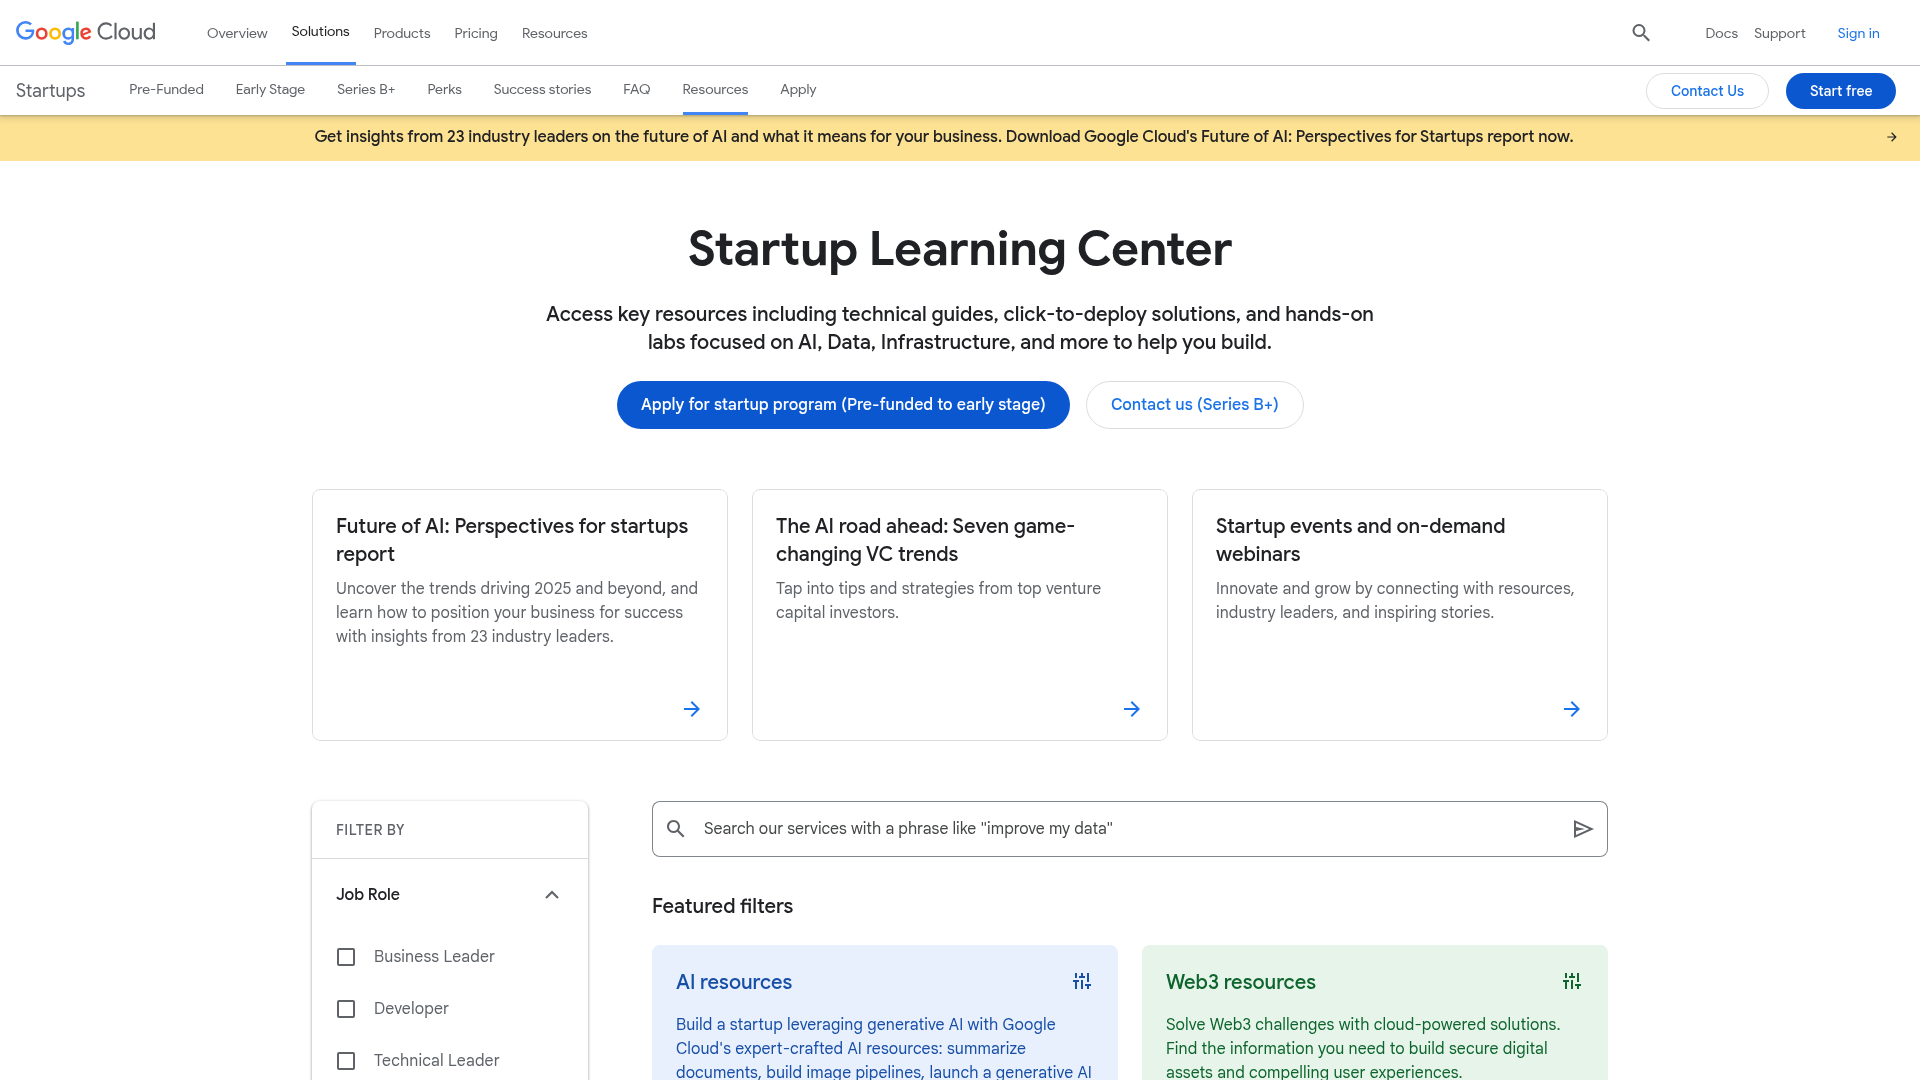 Google Cloud
Overview
Solutions
Products
Pricing
Resources
Docs
Support
Sign in
Startups
Pre-Funded
Early Stage
Series B+
Perks
Success stories
FAQ
Resources
Apply
Contact Us
Start free
Get insights from 23 industry leaders on the future of AI and what it means for your business. Download Google Cloud's Future of AI: Perspectives for Startups report now.
Startup Learning Center
Access key resources including technical guides, click-to-deploy solutions, and hands-on
labs focused on AI, Data, Infrastructure, and more to help you build.
Apply for startup program (Pre-funded to early stage)
Contact us (Series B+)
Future of AI: Perspectives for startups
report
Uncover the trends driving 2025 and beyond, and
learn how to position your business for success
with insights from 23 industry leaders.
The AI road ahead: Seven game-
changing VC trends
Tap into tips and strategies from top venture
capital investors.
Startup events and on-demand
webinars
Innovate and grow by connecting with resources,
industry leaders, and inspiring stories.
FILTER BY
Job Role
Business Leader
Developer
Technical Leader
Search our services with a phrase like "improve my data"
Featured filters
AI resources
Build a startup leveraging generative AI with Google
Cloud's expert-crafted AI resources: summarize
documents, build image pipelines, launch a generative AI
Web3 resources
Solve Web3 challenges with cloud-powered solutions.
Find the information you need to build secure digital
assets and compelling user experiences.